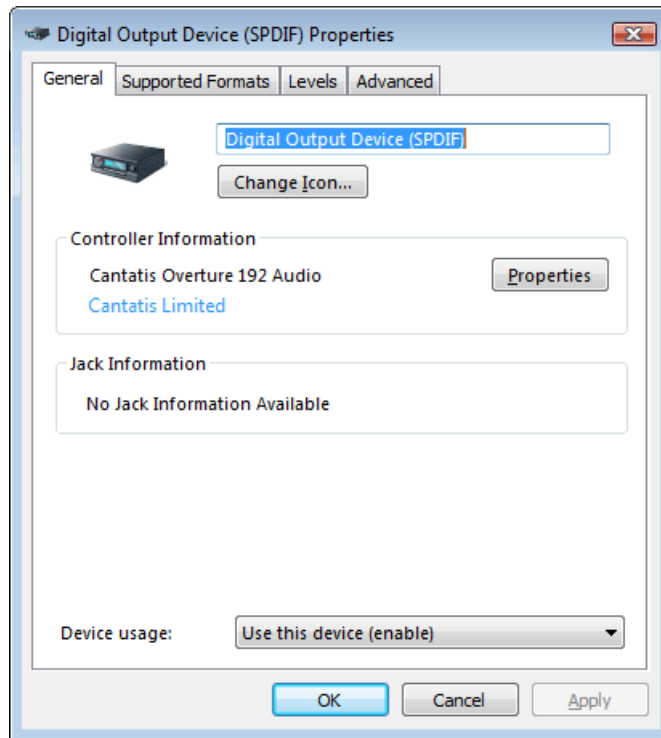 Digital Output Device (SPDIF) Properties
General Supported Formats Levels Advanced
Digital Output Device (SPDIF)
Change Icon...
Controller Information
Cantatis Overture 192 Audio
Properties
Cantatis Limited
Jack Information
No Jack Information Available
Device usage: Use this device (enable)
OK Cancel Apply